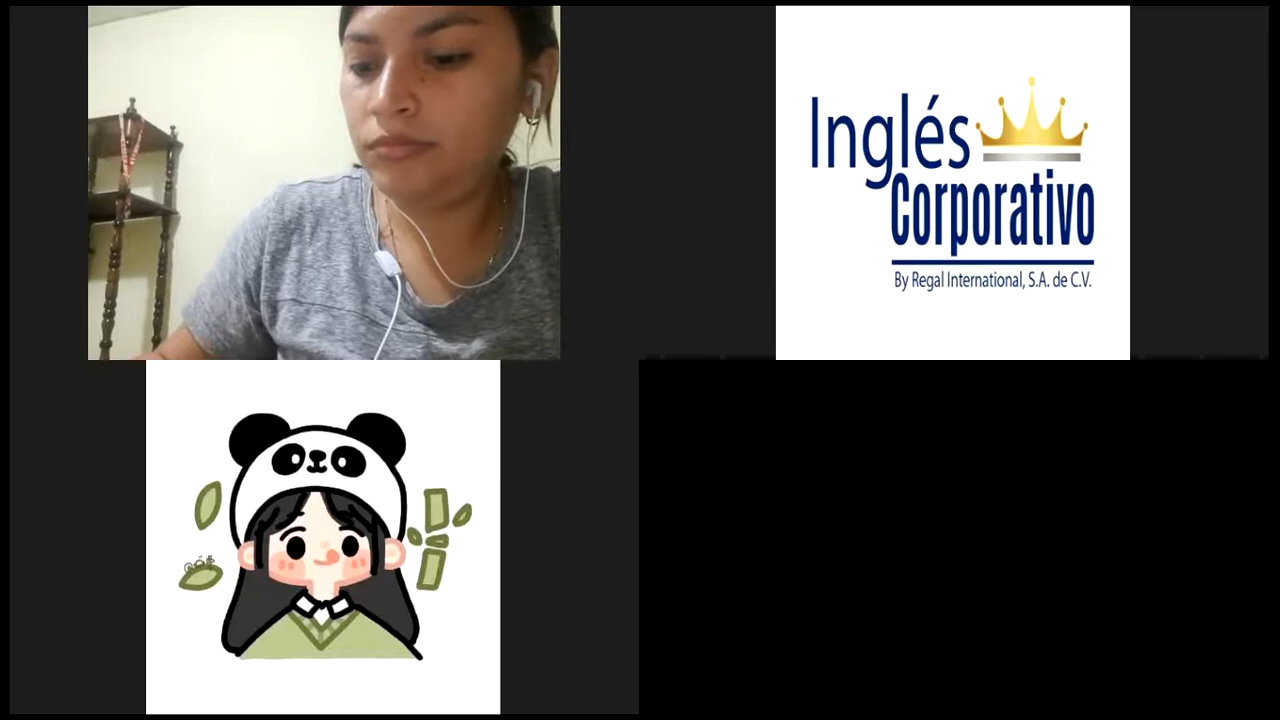 Inglés
Corporativo
By Regal International, S.A. de C.V.